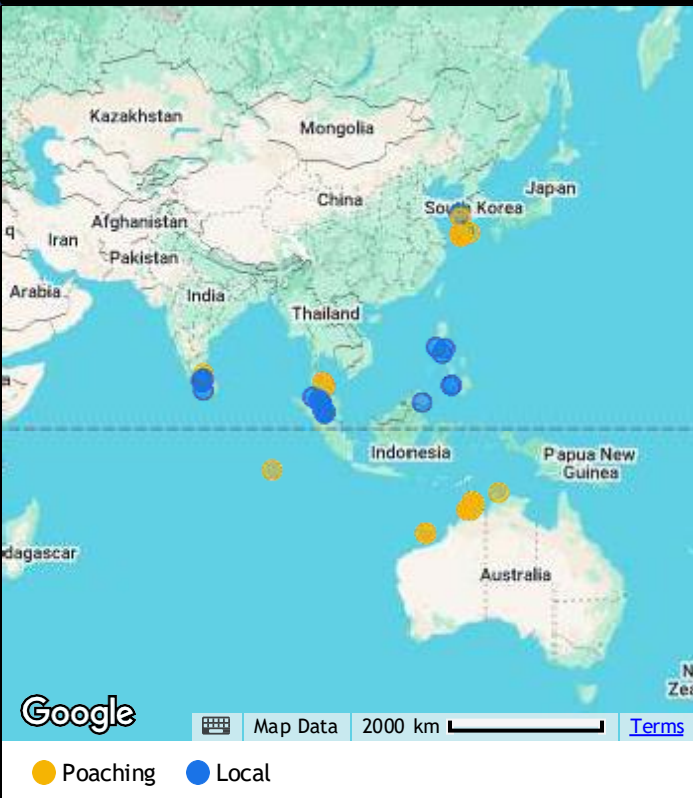 Kazakhstan
Mongolia
Japan
China
South Korea
Afghanistan
q
Iran
Pakistan
Arabia
India
Thailand
a
Indonesia
Papua New
Guinea
dagascar
Australia
N
Zea
Google
Map Data
2000 km
Terms
Poaching
Local